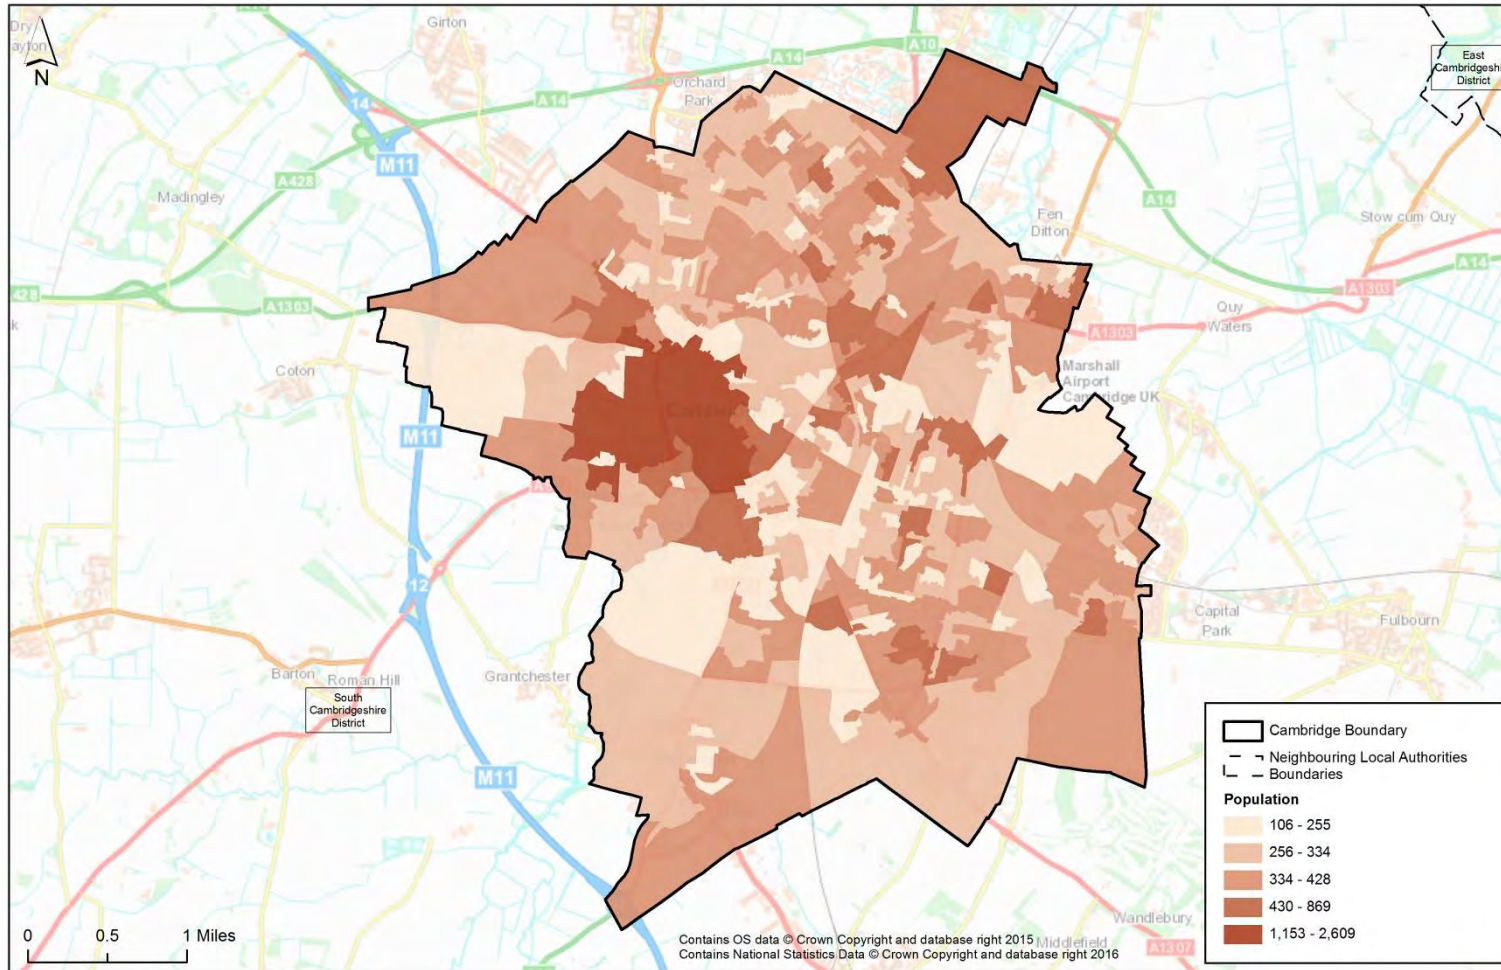 Dry
ayton
N
Girton
A14
A10
Orchard
Park
A14
14
M11
A428
Madingley
East
Cambridgeshi
District
A14
Fen
Ditton
Stow cum Quy
A14
A1303
428
A1303
Quy
Waters
A1303
Coton
Marshall
Airport
Cambridge UK
M11
12
Capital
Park
Fulbourn
Barton
Roman Hill
Grantchester
South
Cambridgeshire
District
M11
Cambridge Boundary
Neighbouring Local Authorities
Boundaries
Population
106 - 255
256 - 334
334 - 428
430 - 869
1,153 - 2,609
Wandlebury
Middlefield
A1307
0 0.5 1 Miles
Contains OS data © Crown Copyright and database right 2015
Contains National Statistics Data © Crown Copyright and database right 2016